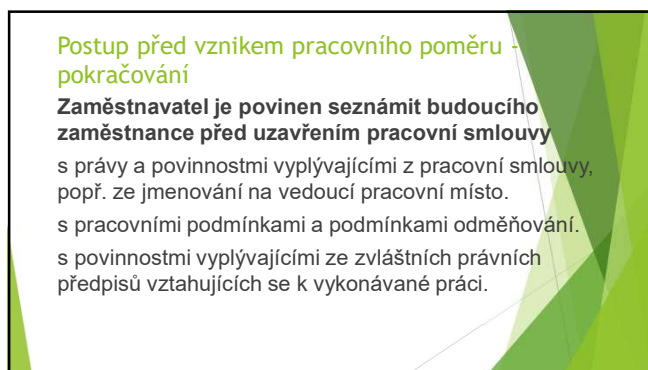 Postup před vznikem pracovního poměru -
pokračování
Zaměstnavatel je povinen seznámit budoucího
zaměstnance před uzavřením pracovní smlouvy
s právy a povinnostmi vyplývajícími z pracovní smlouvy,
popř. ze jmenování na vedoucí pracovní místo.
s pracovními podmínkami a podmínkami odměňování.
s povinnostmi vyplývajícími ze zvláštních právních
předpisů vztahujících se k vykonávané práci.